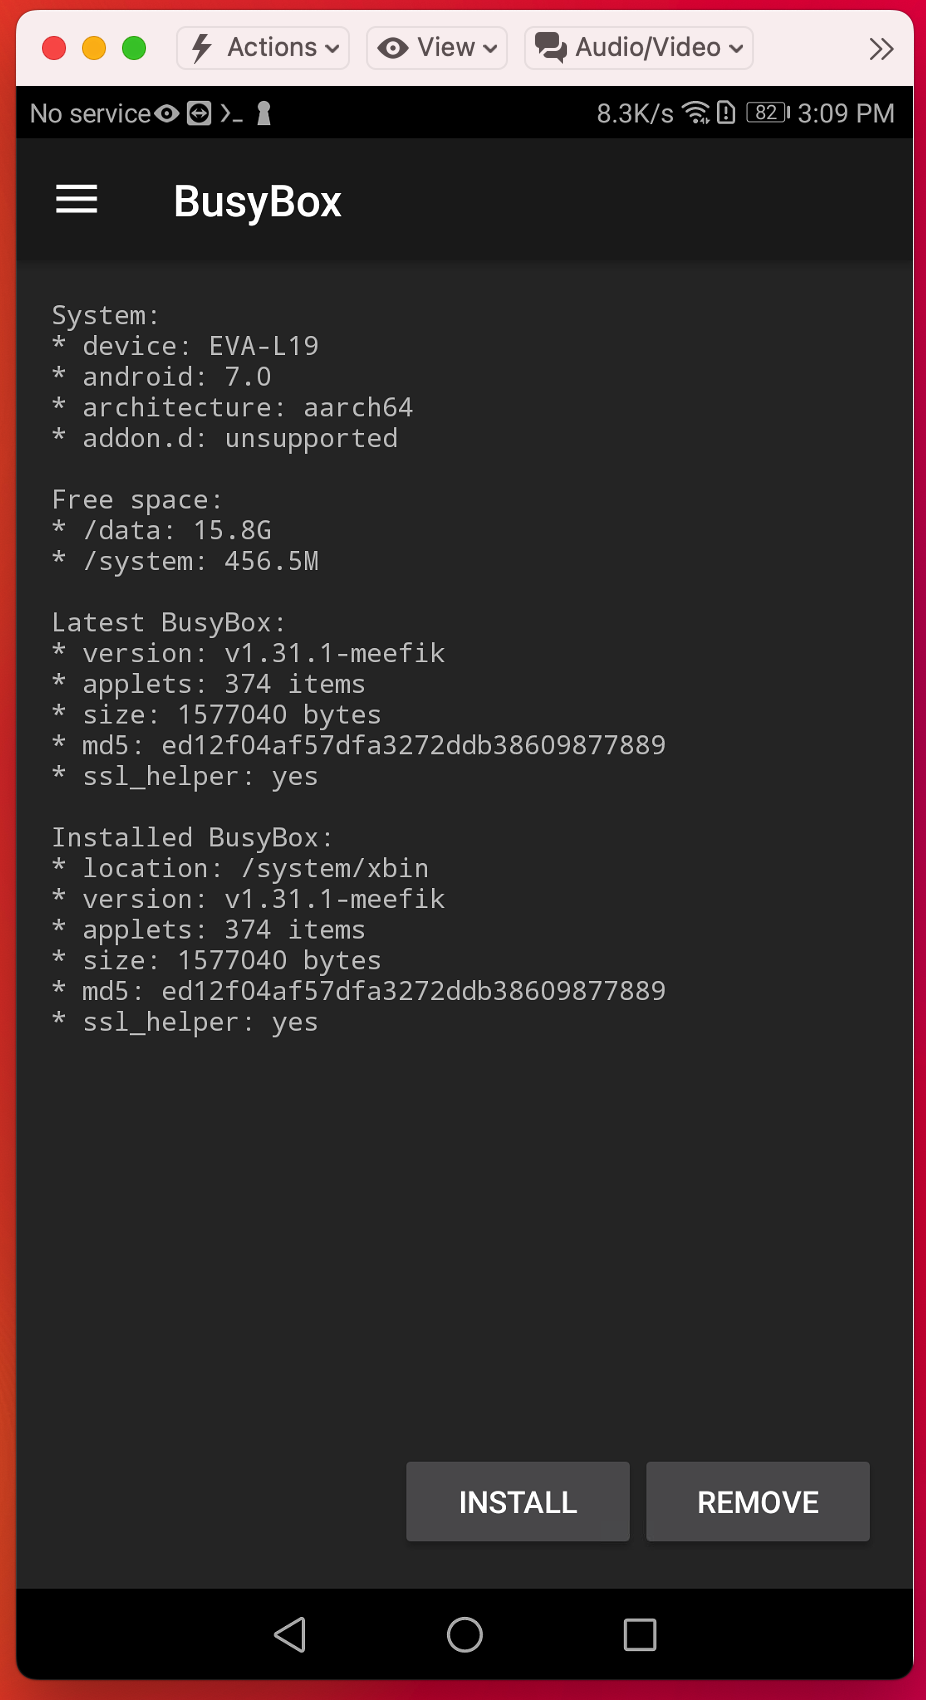 Actions
View
Audio/Video
No service
8.3K/s
82
3:09 PM
BusyBox
System:
* device: EVA-L19
* android: 7.0
* architecture: aarch64
* addon.d: unsupported
Free space:
* /data: 15.8G
* /system: 456.5M
Latest BusyBox:
* version: v1.31.1-meefik
* applets: 374 items
* size: 1577040 bytes
* md5: ed12f04af57dfa3272ddb38609877889
* ssl_helper: yes
Installed BusyBox:
* location: /system/xbin
* version: v1.31.1-meefik
* applets: 374 items
* size: 1577040 bytes
* md5: ed12f04af57dfa3272ddb38609877889
* ssl_helper: yes
INSTALL
REMOVE